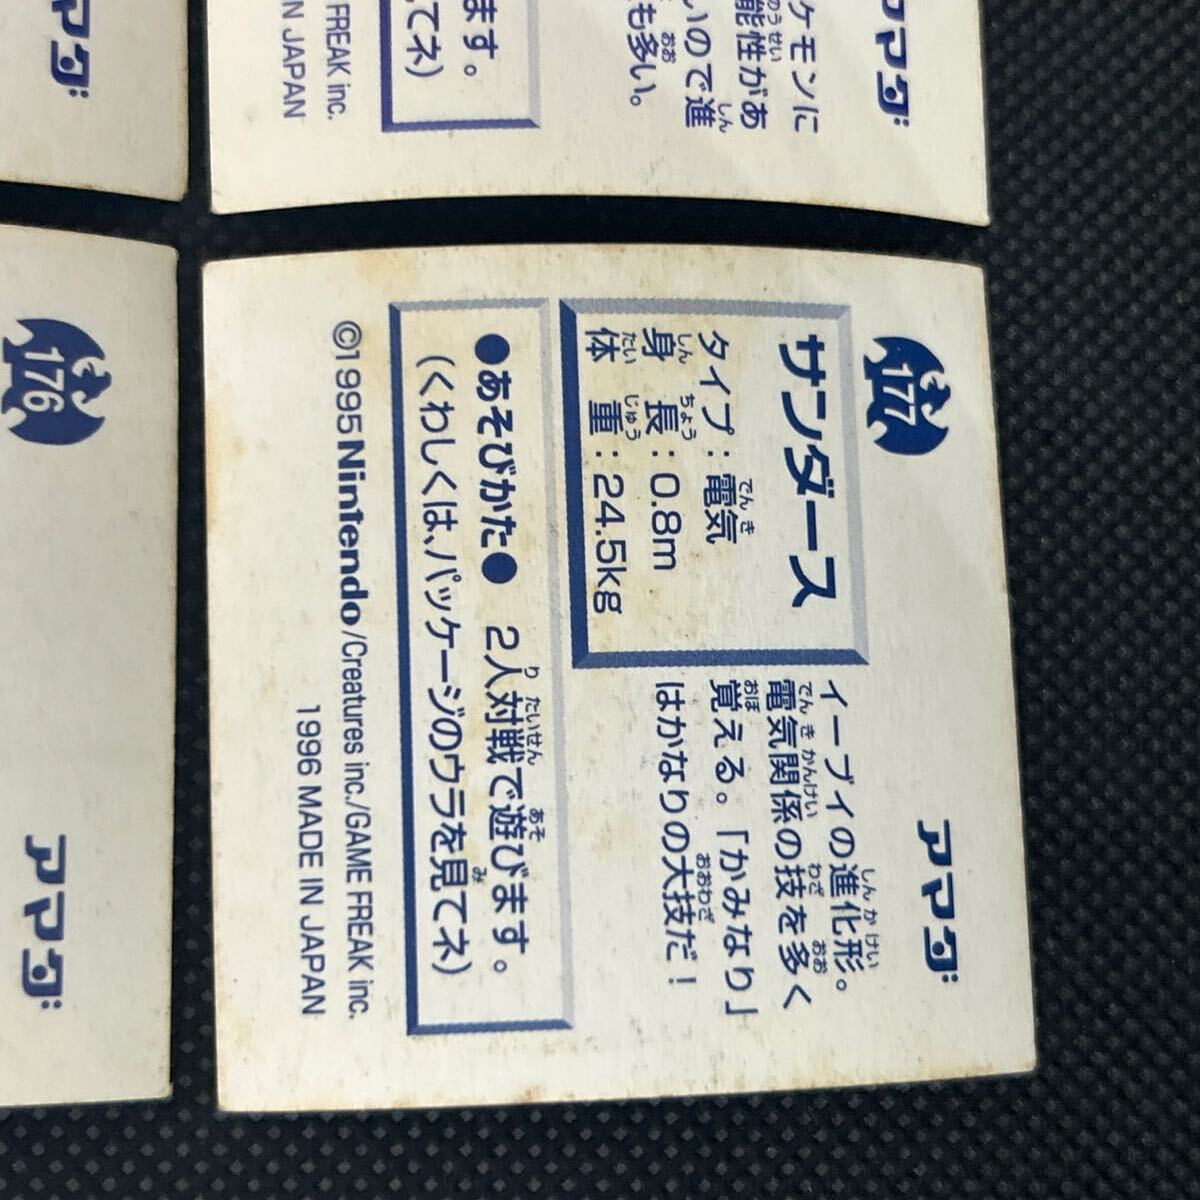 アマダ
ケモンに
能性があ
いので進
も多い。
ます。
てネ)
FREAK inc.
IN JAPAN
アマダ
176
アマダ
177
アマダ
サンダース
タイプ：電気
身長：0.8m
体重：24.5kg
イーブイの進化形。
電気関係の技を多く
覚える。「かみなり」
はかなりの大技だ！
●あそびかた● 2人対戦で遊びます。
(くわしくは、パッケージのウラを見てネ)
©1995 Nintendo/Creatures inc./GAME FREAK inc.
1996 MADE IN JAPAN